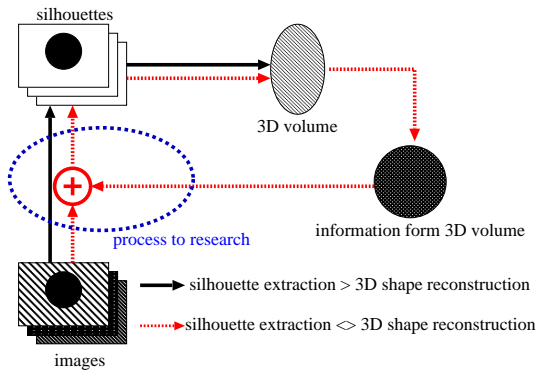 silhouettes
3D volume
+
information form 3D volume
process to research
silhouette extraction > 3D shape reconstruction
silhouette extraction <> 3D shape reconstruction
images